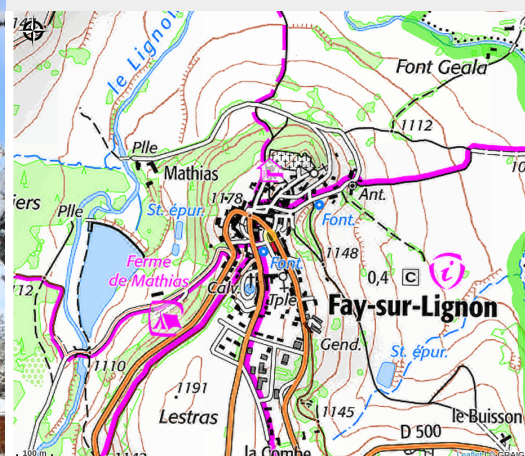 le Lignon
Font Geala
1112
Plle
Mathias
1178
Ant.
iers
Plle
St. épur.
Font.
1148
Ferme
de Mathias
Font.
0,4 C
i
Calv.
Tple
Fay-sur-Lignon
Gend.
St. épur.
1110
1191
Lestras
1145
le Buisson
D 500
la Combe
100 m